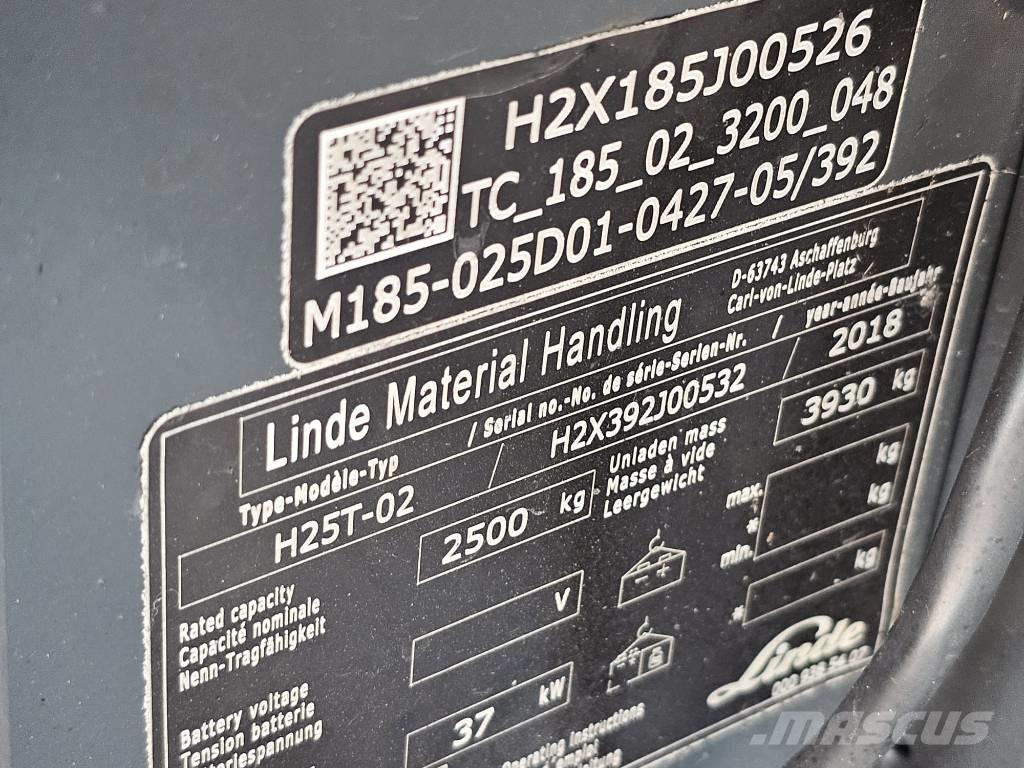 H2X185J00526
TC_185_02_3200_048
M185-025D01-0427-05/392
Linde Material Handling
D-63743 Aschaffenburg
Carl-von-Linde-Platz
Type-Modèle-Typ / Serial no.-No. de série-Serien-Nr. / year-année-Baujahr
H25T-02 / H2X392J00532 / 2018
Rated capacity
Capacité nominale
Nenn-Tragfähigkeit
2500 kg
Unladen mass
Masse à vide
Leergewicht
3930 kg
Battery voltage
Tension batterie
V
max. kg
* kg
min.
* kg
37 kW
Operating Instructions
Linde
MASCUS